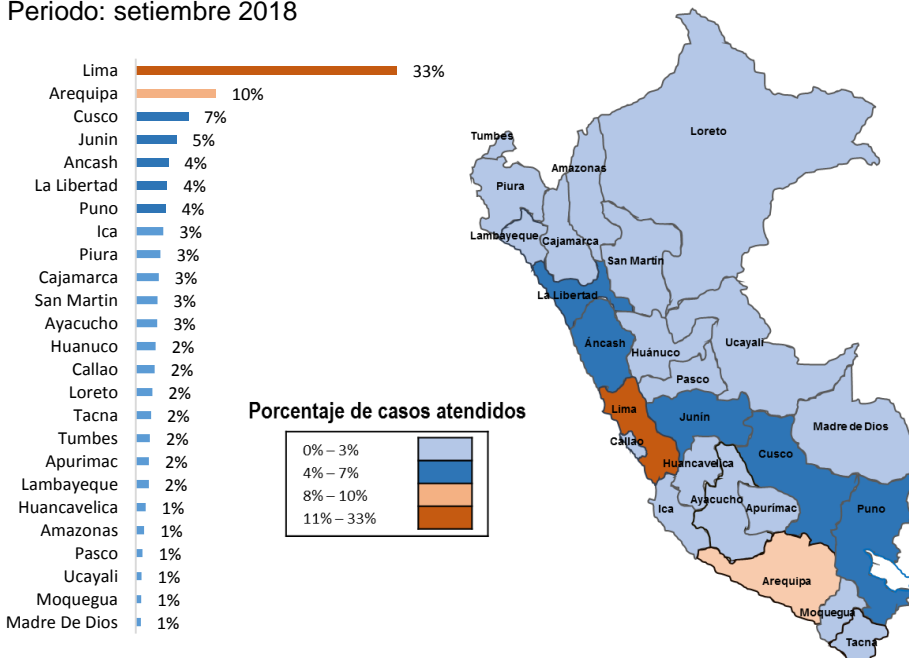 Periodo: setiembre 2018
Lima 33%
Arequipa 10%
Cusco 7%
Junin 5%
Ancash 4%
La Libertad 4%
Puno 4%
Ica 3%
Piura 3%
Cajamarca 3%
San Martin 3%
Ayacucho 3%
Huanuco 2%
Callao 2%
Loreto 2%
Tacna 2%
Tumbes 2%
Apurimac 2%
Lambayeque 2%
Huancavelica 1%
Amazonas 1%
Pasco 1%
Ucayali 1%
Moquegua 1%
Madre De Dios 1%
Porcentaje de casos atendidos
0% – 3%
4% – 7%
8% – 10%
11% – 33%
Loreto
Tumbes
Amazonas
Piura
Lambayeque
Cajamarca
San Martín
La Libertad
Áncash
Huánuco
Ucayali
Pasco
Lima
Junín
Madre de Dios
Callao
Cusco
Huancavelica
Ica
Ayacucho
Apurímac
Puno
Arequipa
Moquegua
Tacna